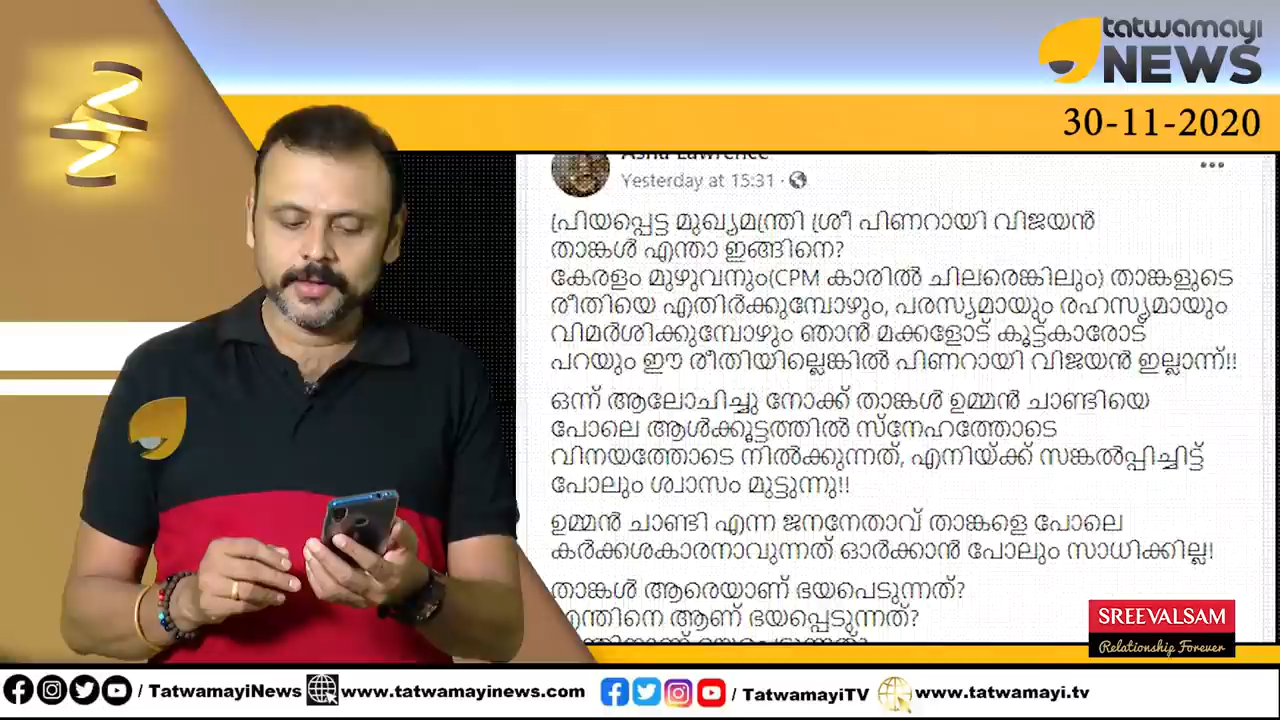 tatwamayi
NEWS
30-11-2020
Asha Lawrence
Yesterday at 15:31 ·
പ്രിയപ്പെട്ട മുഖ്യമന്ത്രി ശ്രീ പിണറായി വിജയൻ
താങ്കൾ എന്താ ഇങ്ങിനെ?
കേരളം മുഴുവനും(CPM കാരിൽ ചിലരെങ്കിലും) താങ്കളുടെ
രീതിയെ എതിർക്കുമ്പോഴും, പരസ്യമായും രഹസ്യമായും
വിമർശിക്കുമ്പോഴും ഞാൻ മക്കളോട് കൂട്ടകാരോട്
പറയും ഈ രീതിയില്ലെങ്കിൽ പിണറായി വിജയൻ ഇല്ലാന്ന്!!
ഒന്ന് ആലോചിച്ചു നോക്ക് താങ്കൾ ഉമ്മൻ ചാണ്ടിയെ
പോലെ ആൾക്കൂട്ടത്തിൽ സ്നേഹത്തോടെ
വിനയത്തോടെ നിൽക്കുന്നത്, എനിയ്ക്ക് സങ്കൽപ്പിച്ചിട്ട്
പോലും ശ്വാസം മുട്ടുന്നു!!
ഉമ്മൻ ചാണ്ടി എന്ന ജനനേതാവ് താങ്കളെ പോലെ
കർക്കശകാരനാവുന്നത് ഓർക്കാൻ പോലും സാധിക്കില്ല!
താങ്കൾ ആരെയാണ് ഭയപെടുന്നത്?
എന്തിനെ ആണ് ഭയപ്പെടുന്നത്?
SREEVALSAM
Relationship Forever
/ TatwamayiNews www.tatwamayinews.com / TatwamayiTV www.tatwamayi.tv